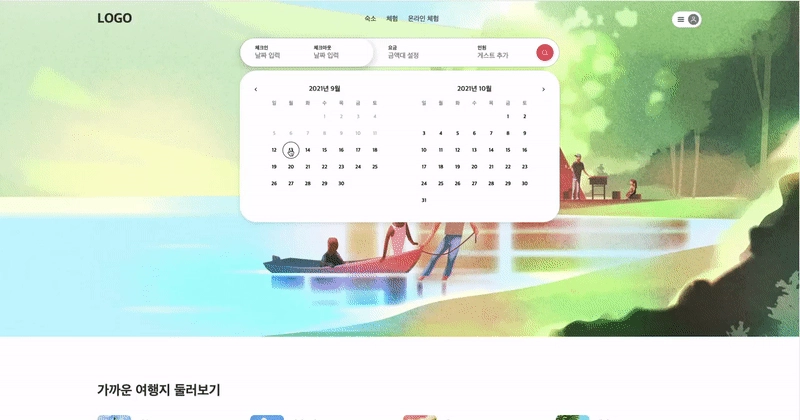 LOGO
숙소 체험 온라인 체험
체크인 체크아웃 요금 인원
날짜 입력 날짜 입력 금액대 설정 게스트 추가
2021년 9월 2021년 10월
일 월 화 수 목 금 토 일 월 화 수 목 금 토
1 2 3 4 1 2
5 6 7 8 9 10 11 3 4 5 6 7 8 9
12 13 14 15 16 17 18 10 11 12 13 14 15 16
19 20 21 22 23 24 25 17 18 19 20 21 22 23
26 27 28 29 30 24 25 26 27 28 29 30
31
가까운 여행지 둘러보기